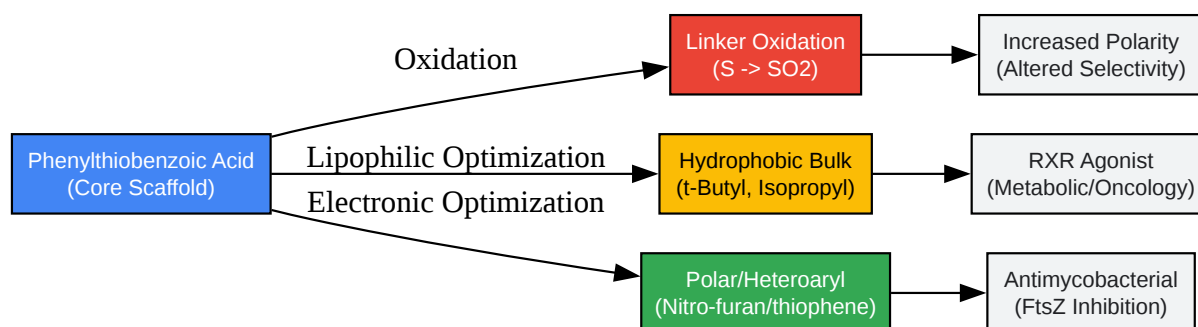 Oxidation
Linker Oxidation
(S -> SO2)
Increased Polarity
(Altered Selectivity)
Phenylthiobenzoic Acid
(Core Scaffold)
Lipophilic Optimization
Hydrophobic Bulk
(t-Butyl, Isopropyl)
RXR Agonist
(Metabolic/Oncology)
Electronic Optimization
Polar/Heteroaryl
(Nitro-furan/thiophene)
Antimycobacterial
(FtsZ Inhibition)